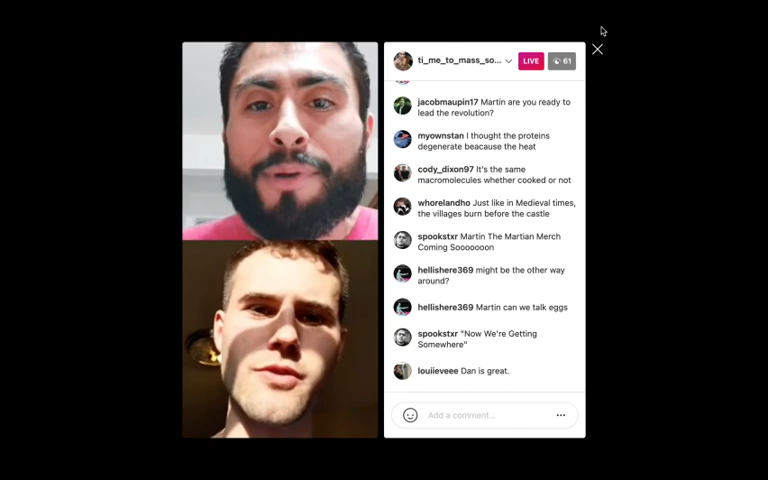 ti_me_to_mass_so...
LIVE
61
jacobmaupin17 Martin are you ready to
lead the revolution?
myownstan I thought the proteins
degenerate beacause the heat
cody_dixon97 It's the same
macromolecules whether cooked or not
whorelandho Just like in Medieval times,
the villages burn before the castle
spookstxr Martin The Martian Merch
Coming Sooooooon
hellishere369 might be the other way
around?
hellishere369 Martin can we talk eggs
spookstxr "Now We're Getting
Somewhere"
louiieveee Dan is great.
Add a comment...